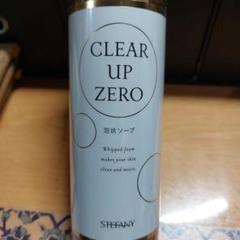 CLEAR
UP
ZERO
泡状ソープ
Whipped foam
makes your skin
clean and moist.
STEFANY